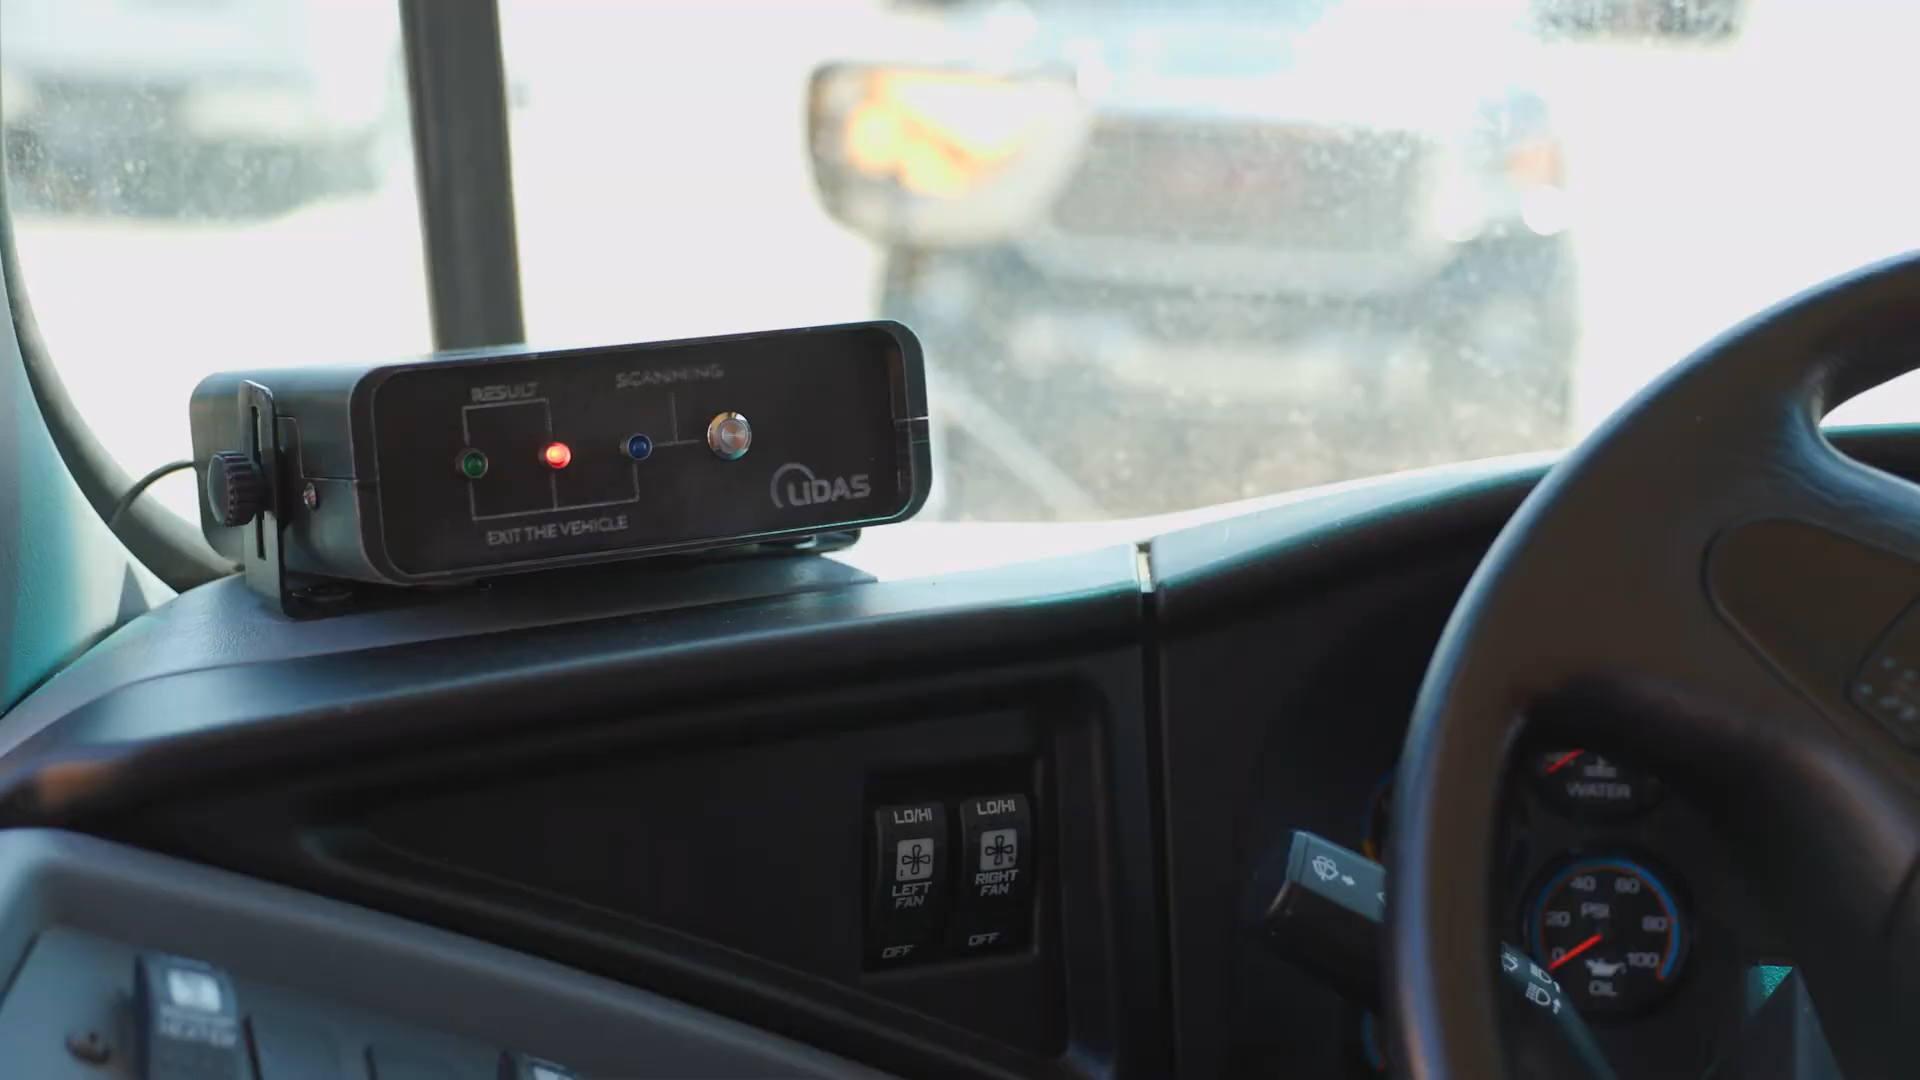 RESULT
SCANNING
EXIT THE VEHICLE
LIDAS
LO/HI
LEFT
FAN
OFF
LO/HI
RIGHT
FAN
OFF
WATER
0 20 40 60 80 100
PSI
OIL
HEATER